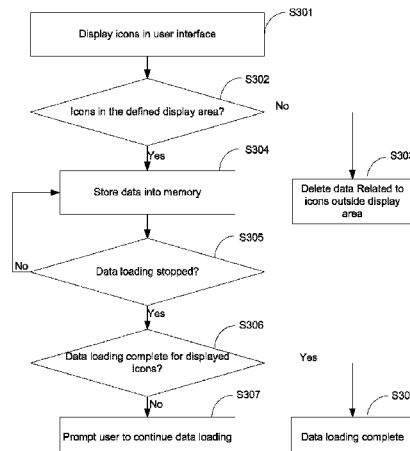 S301
Display icons in user interface
S302
Icons in the defined display area?
No
Yes
S304
S303
Store data into memory
Delete data Related to
icons outside display
area
S305
Data loading stopped?
No
Yes
S306
Data loading complete for displayed
icons?
Yes
No
S307
S30
Prompt user to continue data loading
Data loading complete